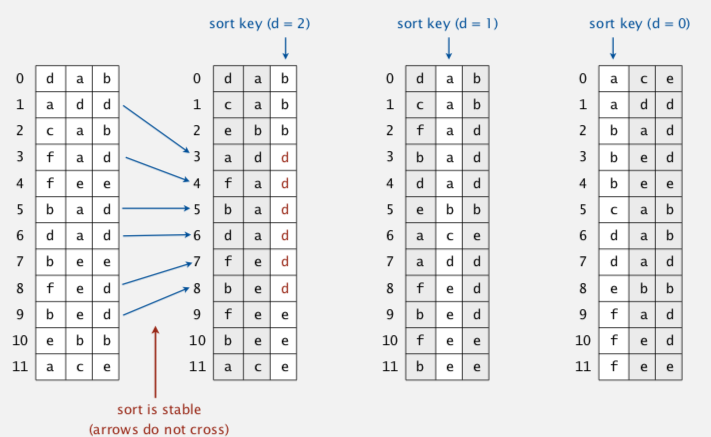 sort key (d = 2) sort key (d = 1) sort key (d = 0)
0 d a b 0 d a b 0 d a b 0 a c e
1 a d d 1 c a b 1 c a b 1 a d d
2 c a b 2 e b b 2 f a d 2 b a d
3 f a d 3 a d d 3 b a d 3 b e d
4 f e e 4 f a d 4 d a d 4 b e e
5 b a d 5 b a d 5 e b b 5 c a b
6 d a d 6 d a d 6 a c e 6 d a b
7 b e e 7 f e d 7 a d d 7 d a d
8 f e d 8 b e d 8 f e d 8 e b b
9 b e d 9 f e e 9 b e d 9 f a d
10 e b b 10 b e e 10 f e e 10 f e d
11 a c e 11 a c e 11 b e e 11 f e e
sort is stable
(arrows do not cross)